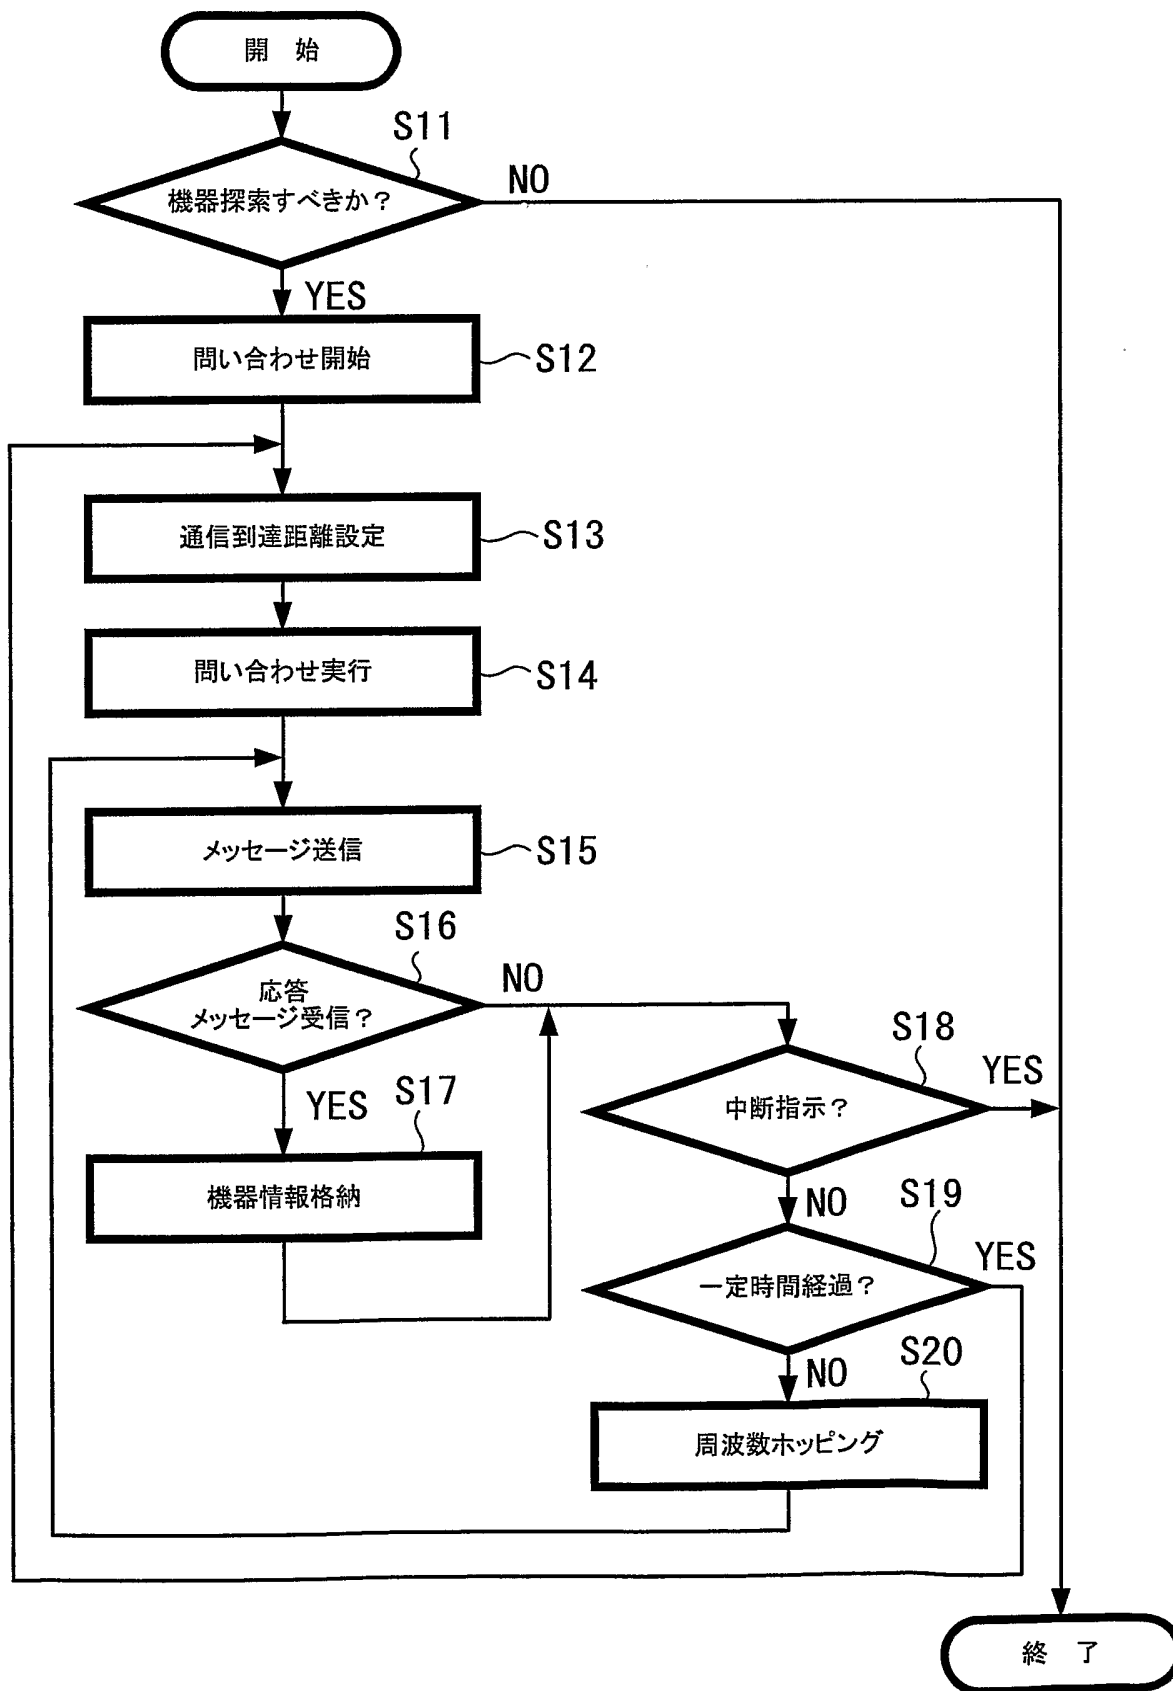 開 始
S11
機器探索すべきか？
NO
YES
問い合わせ開始
S12
通信到達距離設定
S13
問い合わせ実行
S14
メッセージ送信
S15
S16
応答
メッセージ受信？
NO
YES
S17
機器情報格納
S18
中断指示？
YES
NO
S19
一定時間経過？
YES
NO
S20
周波数ホッピング
終 了